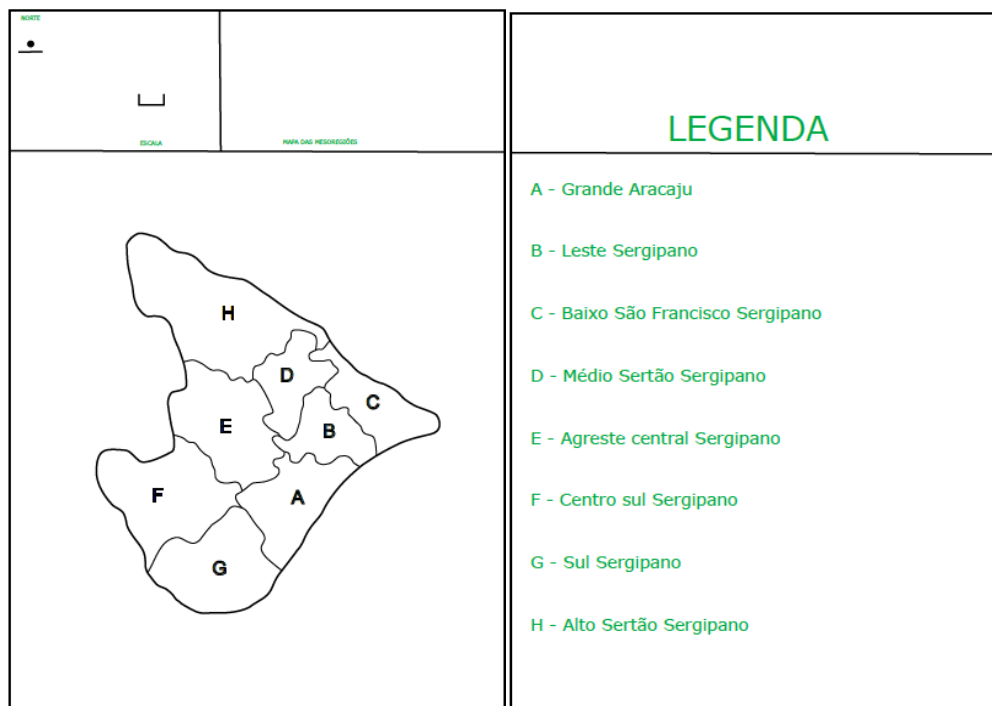 NORTE
ESCALA
MAPA DAS MESOREGIÕES
H
D
C
E
B
F
A
G
LEGENDA
A - Grande Aracaju
B - Leste Sergipano
C - Baixo São Francisco Sergipano
D - Médio Sertão Sergipano
E - Agreste central Sergipano
F - Centro sul Sergipano
G - Sul Sergipano
H - Alto Sertão Sergipano